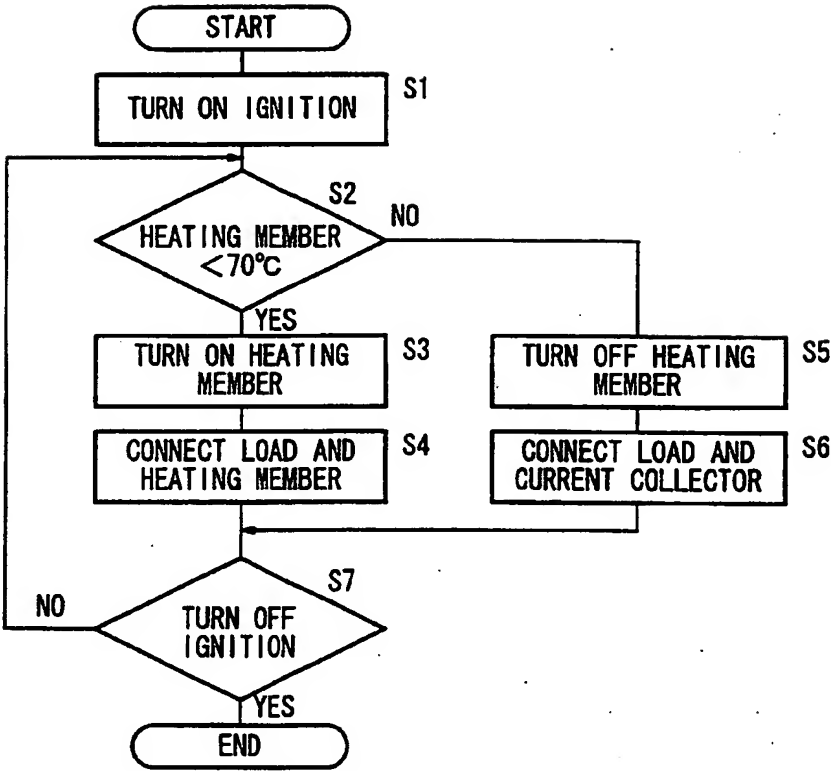 START
S1
TURN ON IGNITION
S2
NO
HEATING MEMBER
<70℃
YES
TURN ON HEATING
MEMBER
S3
TURN OFF HEATING
MEMBER
S5
CONNECT LOAD AND
HEATING MEMBER
S4
CONNECT LOAD AND
CURRENT COLLECTOR
S6
S7
NO
TURN OFF
IGNITION
YES
END